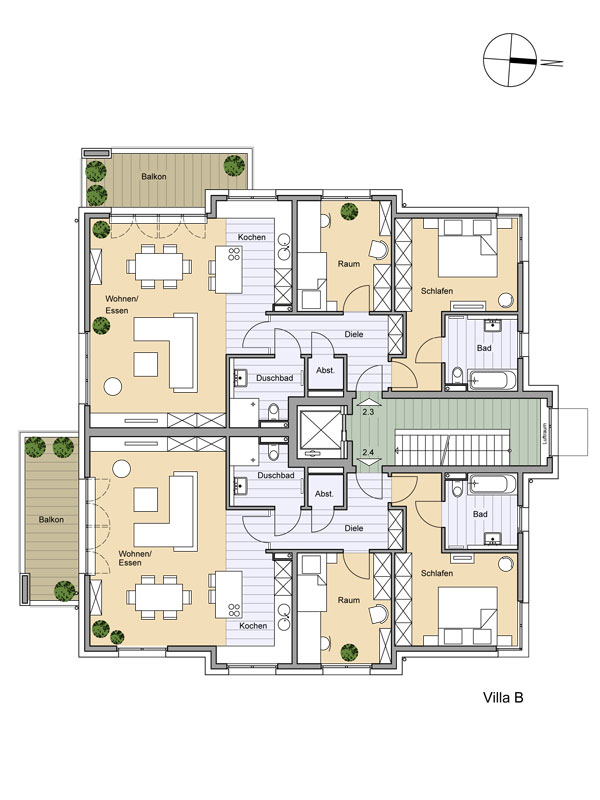 N
Balkon
Kochen
Raum
Schlafen
Wohnen/
Essen
Diele
Bad
Abst.
Duschbad
2.3
Luftraum
2.4
Duschbad
Abst.
Bad
Balkon
Diele
Wohnen/
Essen
Schlafen
Raum
Kochen
Villa B